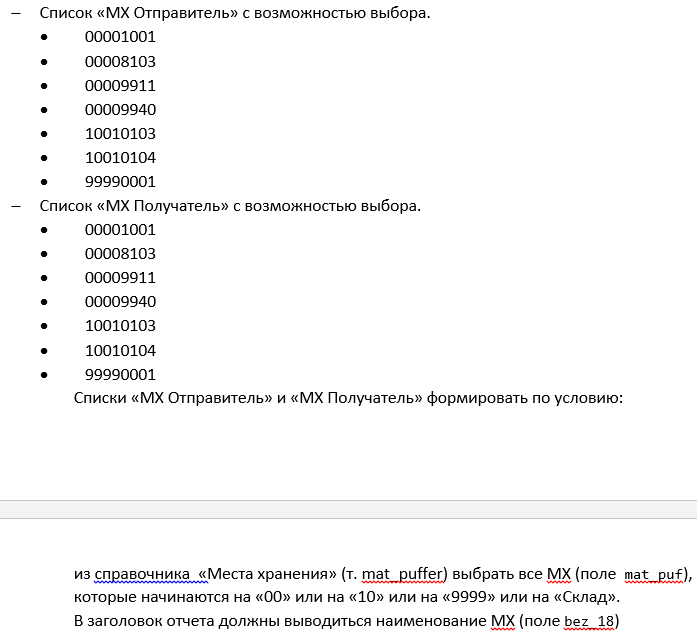 – Список «МХ Отправитель» с возможностью выбора.
• 00001001
• 00008103
• 00009911
• 00009940
• 10010103
• 10010104
• 99990001
– Список «МХ Получатель» с возможностью выбора.
• 00001001
• 00008103
• 00009911
• 00009940
• 10010103
• 10010104
• 99990001
Списки «МХ Отправитель» и «МХ Получатель» формировать по условию:
из справочника «Места хранения» (т. mat_puffer) выбрать все МХ (поле mat_puf),
которые начинаются на «00» или на «10» или на «9999» или на «Склад».
В заголовок отчета должны выводиться наименование МХ (поле bez_18)